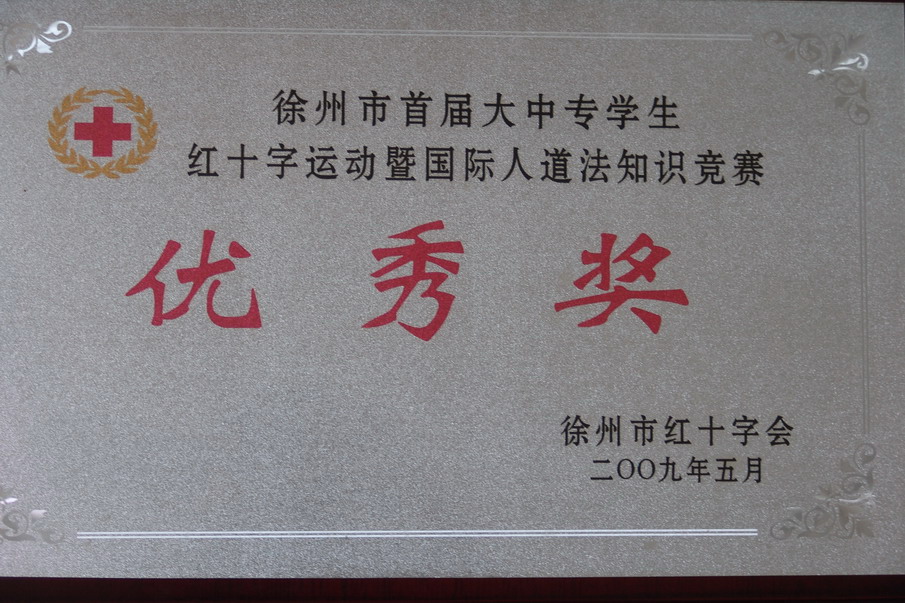 徐州市首届大中专学生
红十字运动暨国际人道法知识竞赛
优秀奖
徐州市红十字会
二〇〇九年五月